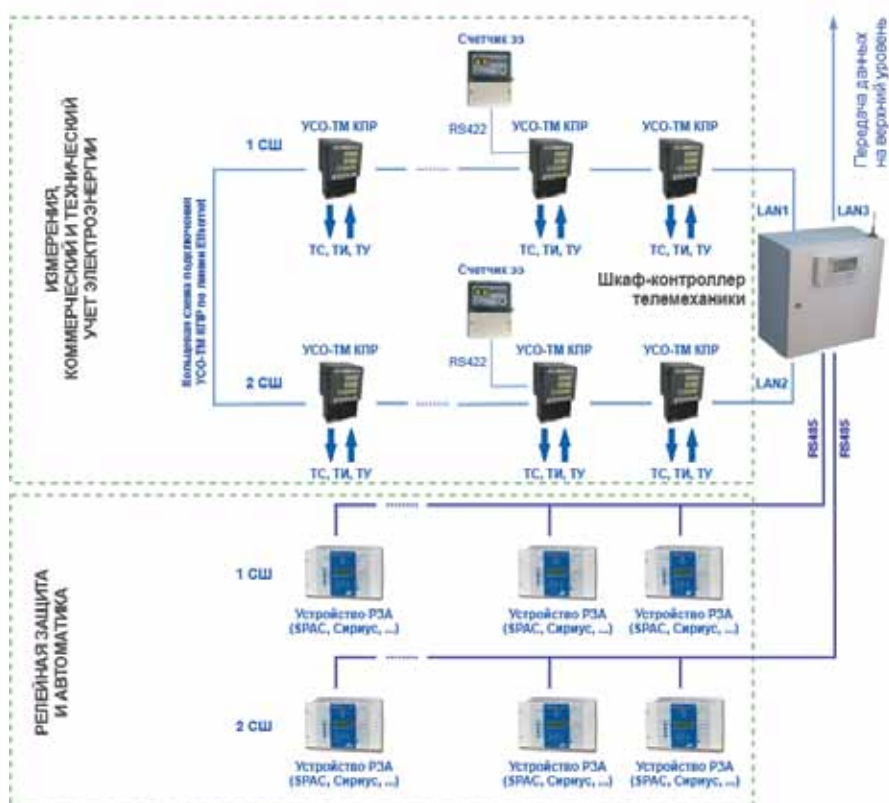 ИЗМЕРЕНИЯ,
КОММЕРЧЕСКИЙ И ТЕХНИЧЕСКИЙ
УЧЕТ ЭЛЕКТРОЭНЕРГИИ
Кольцевая схема подключения
УСО-ТМ КПР по линии Ethernet
Счетчик ээ
RS422
1 СШ
УСО-ТМ КПР
УСО-ТМ КПР
УСО-ТМ КПР
ТС, ТИ, ТУ
ТС, ТИ, ТУ
ТС, ТИ, ТУ
Счетчик ээ
RS422
2 СШ
УСО-ТМ КПР
УСО-ТМ КПР
УСО-ТМ КПР
ТС, ТИ, ТУ
ТС, ТИ, ТУ
ТС, ТИ, ТУ
Передача данных
на верхний уровень
LAN1
LAN3
Шкаф-контроллер
телемеханики
LAN2
RS485
RS485
РЕЛЕЙНАЯ ЗАЩИТА
И АВТОМАТИКА
1 СШ
Устройство РЗА
(SPAC, Сириус, ...)
Устройство РЗА
(SPAC, Сириус, ...)
Устройство РЗА
(SPAC, Сириус, ...)
2 СШ
Устройство РЗА
(SPAC, Сириус, ...)
Устройство РЗА
(SPAC, Сириус, ...)
Устройство РЗА
(SPAC, Сириус, ...)